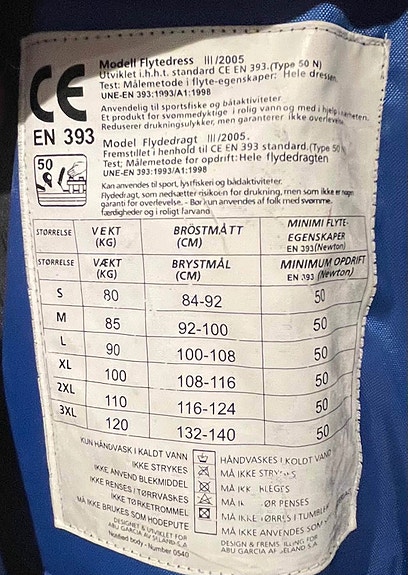 CE
EN 393
50
Modell Flytedress III/2005
Utviklet i.h.h.t. standard CE EN 393.(Type 50 N)
Test: Målemetode i flyte-egenskaper: Hele dressen
UNE-EN 393:1993/A1:1998
Anvendelig til sportsfiske og båtaktiviteter
Et produkt for svømmedyktige i rolig vann og med i hjelp i nærheten.
Reduserer drukningsulykker, men garanterer ikke overlevelse.
Model Flydedragt III/2005.
Fremstillet i henhold til CE EN 393 standard.(Type 50N)
Test; Målemetode for opdrift: Hele flydedragten
UNE-EN 393:1993/A1:1998
Kan anvendes til sport, lystfiskeri og bådaktiviteter.
Flydedragt, som nedsætter risikoen for drukning, men som ikke er nogen
garanti for overlevelse. - Bør kun anvendes af folk med svømme-
færdigheder og i roligt farvand.
STØRRELSE VEKT (KG) BRÖSTMÅTT (CM) MINIMI FLYTE-EGENSKAPER EN 393 (Newton)
STØRRELSE VÆKT (KG) BRYSTMÅL (CM) MINIMUM OPDRIFT EN 393 (Newton)
S 80 84-92 50
M 85 92-100 50
L 90 100-108 50
XL 100 108-116 50
2XL 110 116-124 50
3XL 120 132-140 50
KUN HÅNDVASK I KALDT VANN
IKKE STRYKES
IKKE ANVEND BLEKMIDDEL
IKKE RENSES / TØRRVASKES
IKKE TØRKETROMMEL
MÅ IKKE BRUKES SOM HODEPUTE
DESIGNET & UTVIKLET FOR
ABU GARCIA AV SELAND-S.A
Notified body - Number 0540
HÅNDVASKES I KOLDT VAND
MÅ IKKE
MÅ IKKE
MÅ IKKE RENSES
MÅ IKKE TØRRES I
MÅ IKKE ANVENDES SOM
DESIGN & FREMSTILLING FOR
ABU GARCIA AF SELAND S.A